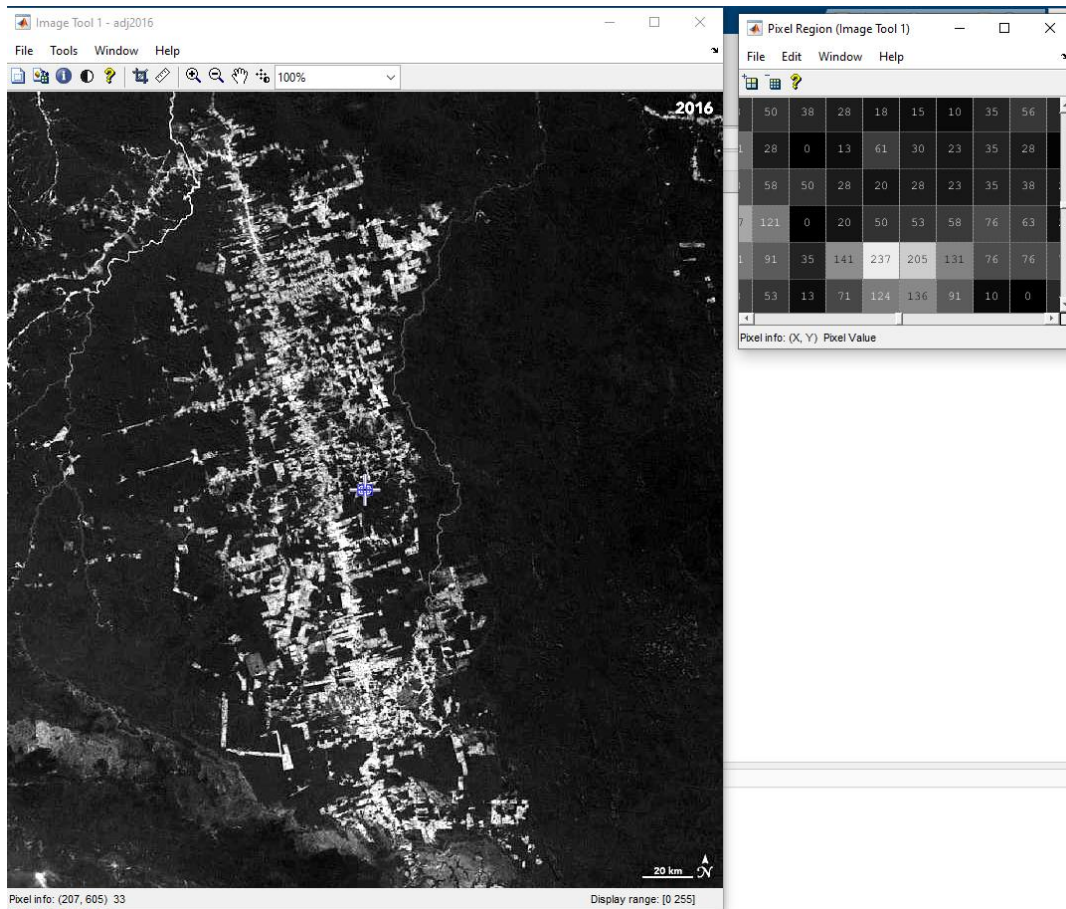 Image Tool 1 - adj2016
File Tools Window Help
100%
2016
20 km
N
Pixel info: (207, 605) 33
Display range: [0 255]
Pixel Region (Image Tool 1)
File Edit Window Help
50 38 28 18 15 10 35 56
28 0 13 61 30 23 35 28
58 50 28 20 28 23 35 38
121 0 20 50 53 58 76 63
91 35 141 237 205 131 76 76
53 13 71 124 136 91 10 0
Pixel info: (X, Y) Pixel Value